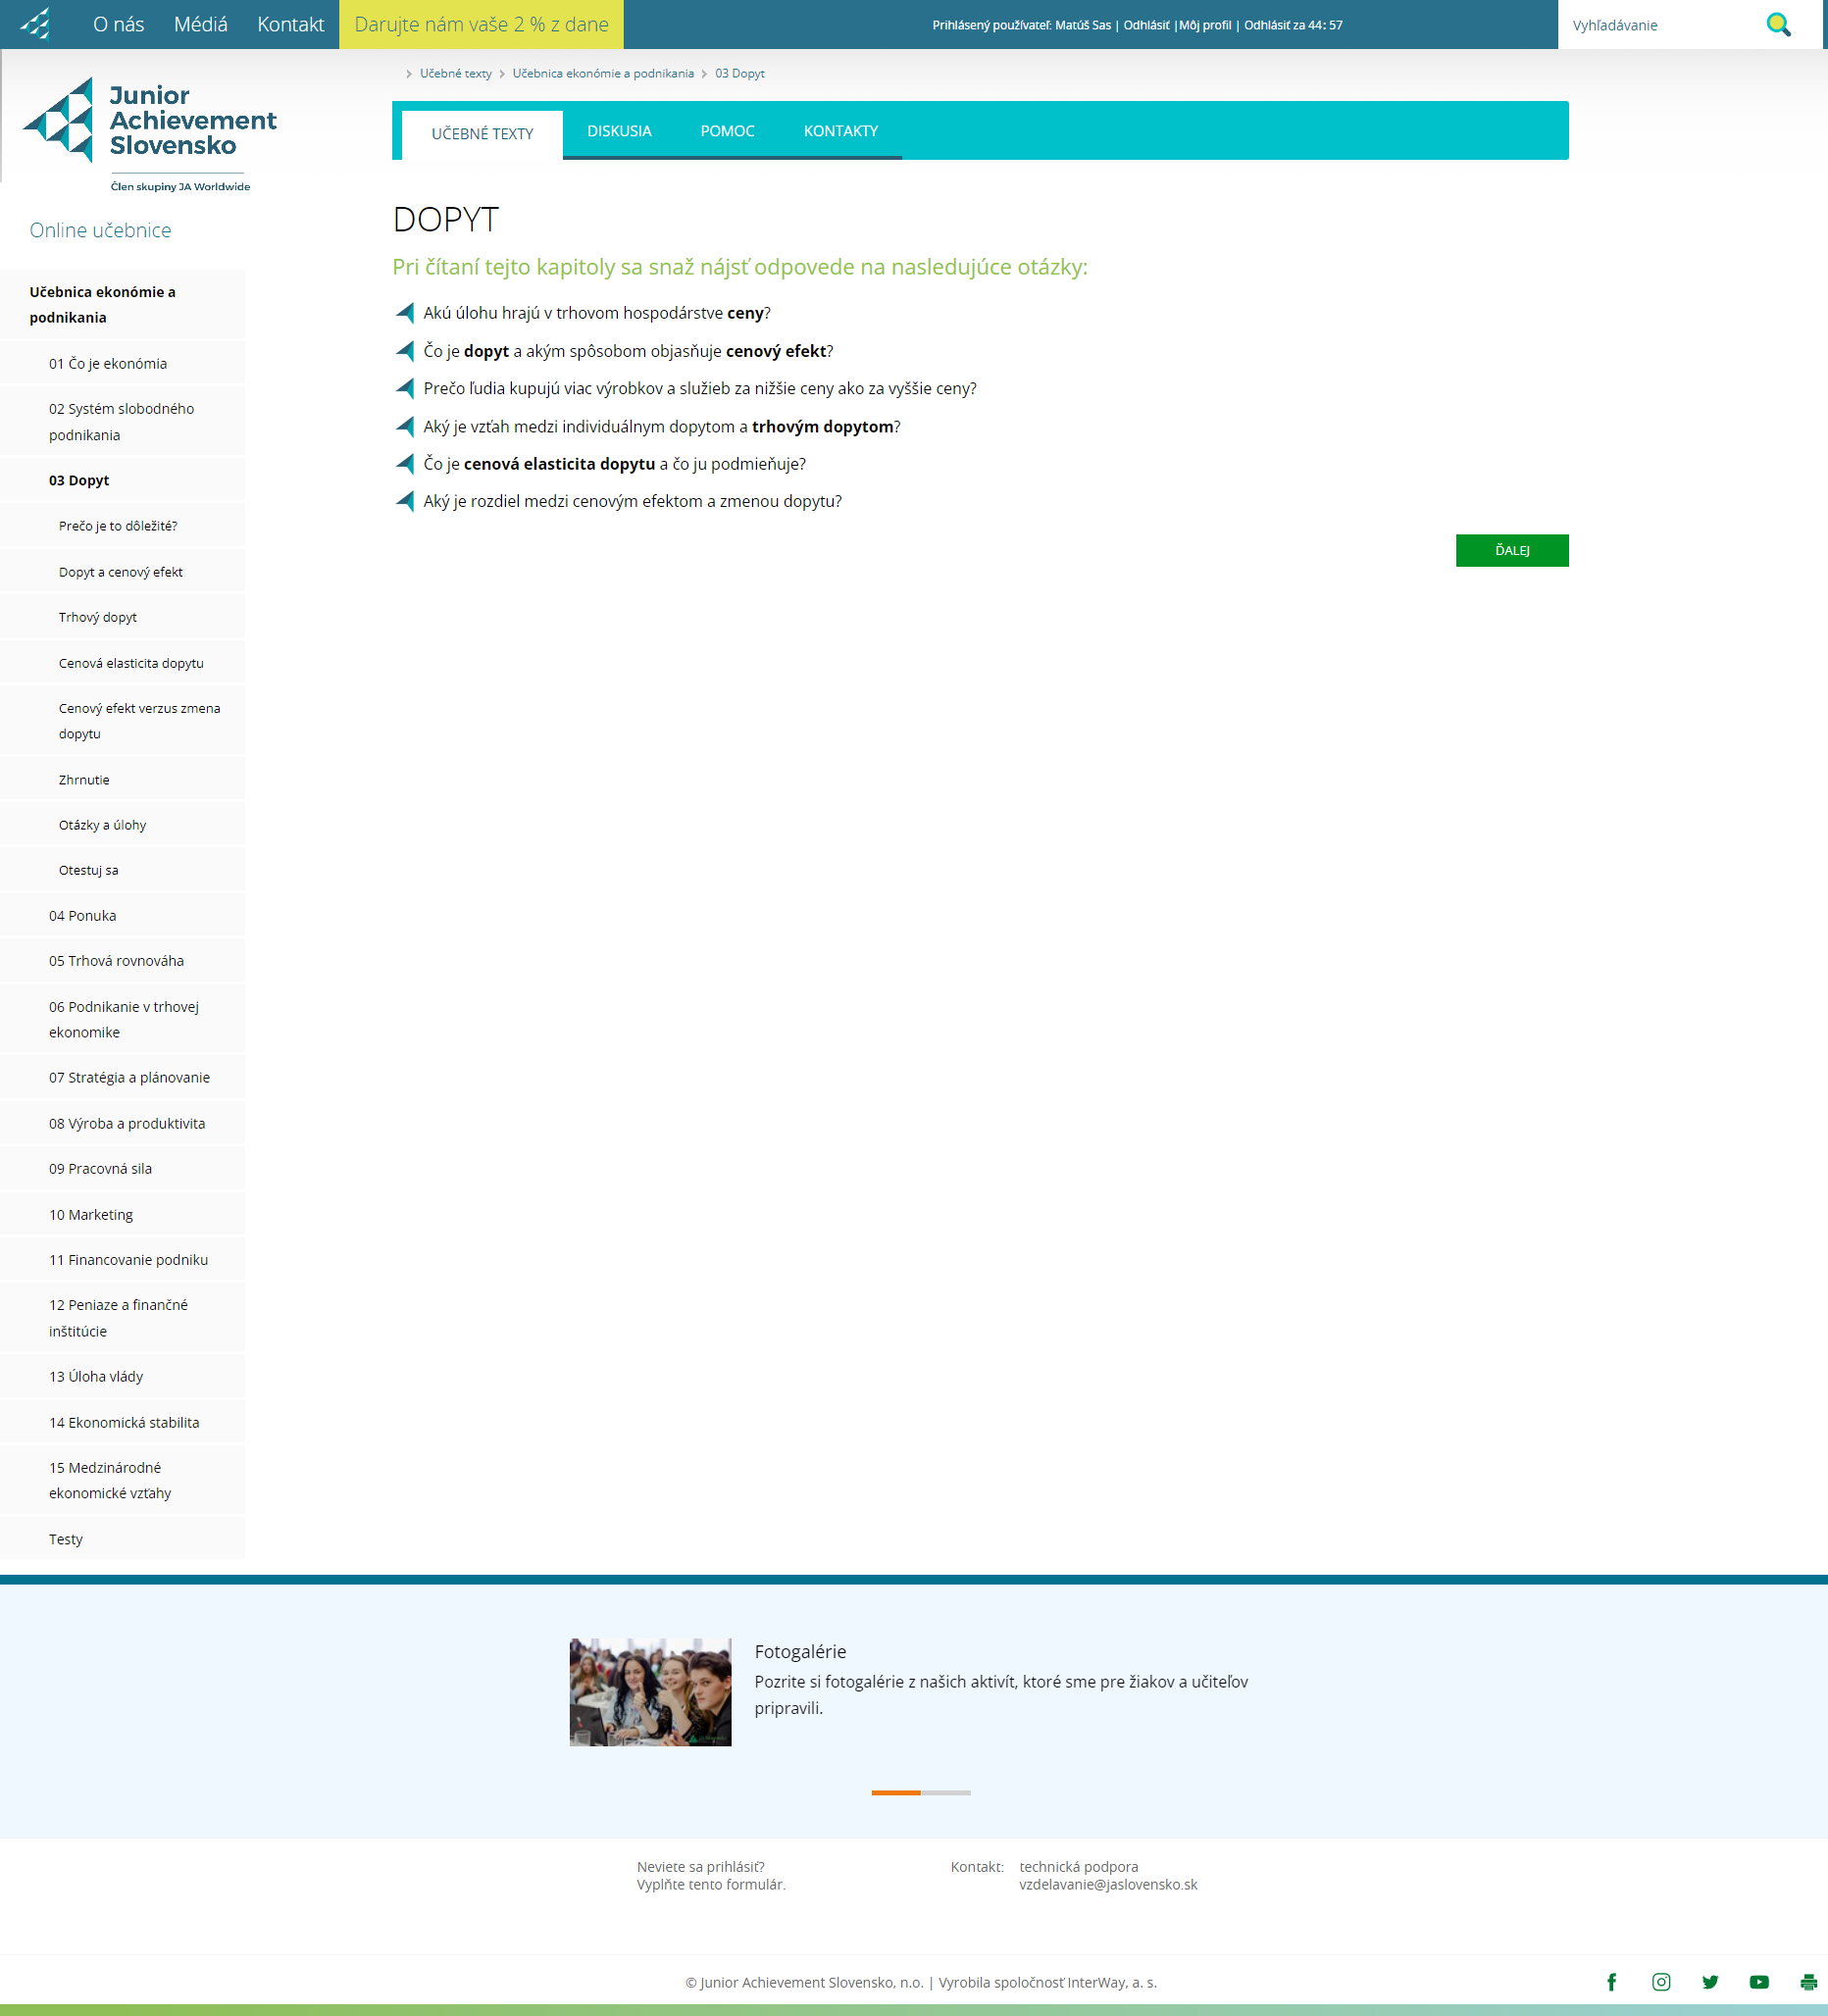 O nás Médiá Kontakt Darujte nám vaše 2 % z dane
Prihlásený používateľ: Matúš Sas | Odhlásiť |Môj profil | Odhlásiť za 44: 57
Vyhľadávanie
Junior
Achievement
Slovensko
Člen skupiny JA Worldwide
Učebné texty Učebnica ekonómie a podnikania 03 Dopyt
UČEBNÉ TEXTY DISKUSIA POMOC KONTAKTY
Online učebnice
Učebnica ekonómie a
podnikania
01 Čo je ekonómia
02 Systém slobodného
podnikania
03 Dopyt
Prečo je to dôležité?
Dopyt a cenový efekt
Trhový dopyt
Cenová elasticita dopytu
Cenový efekt verzus zmena
dopytu
Zhrnutie
Otázky a úlohy
Otestuj sa
04 Ponuka
05 Trhová rovnováha
06 Podnikanie v trhovej
ekonomike
07 Stratégia a plánovanie
08 Výroba a produktivita
09 Pracovná sila
10 Marketing
11 Financovanie podniku
12 Peniaze a finančné
inštitúcie
13 Úloha vlády
14 Ekonomická stabilita
15 Medzinárodné
ekonomické vzťahy
Testy
DOPYT
Pri čítaní tejto kapitoly sa snaž nájsť odpovede na nasledujúce otázky:
Akú úlohu hrajú v trhovom hospodárstve ceny?
Čo je dopyt a akým spôsobom objasňuje cenový efekt?
Prečo ľudia kupujú viac výrobkov a služieb za nižšie ceny ako za vyššie ceny?
Aký je vzťah medzi individuálnym dopytom a trhovým dopytom?
Čo je cenová elasticita dopytu a čo ju podmieňuje?
Aký je rozdiel medzi cenovým efektom a zmenou dopytu?
ĎALEJ
Fotogalérie
Pozrite si fotogalérie z našich aktivít, ktoré sme pre žiakov a učiteľov
pripravili.
Neviete sa prihlásiť?
Vyplňte tento formulár.
Kontakt: technická podpora
vzdelavanie@jaslovensko.sk
© Junior Achievement Slovensko, n.o. | Vyrobila spoločnosť InterWay, a. s.